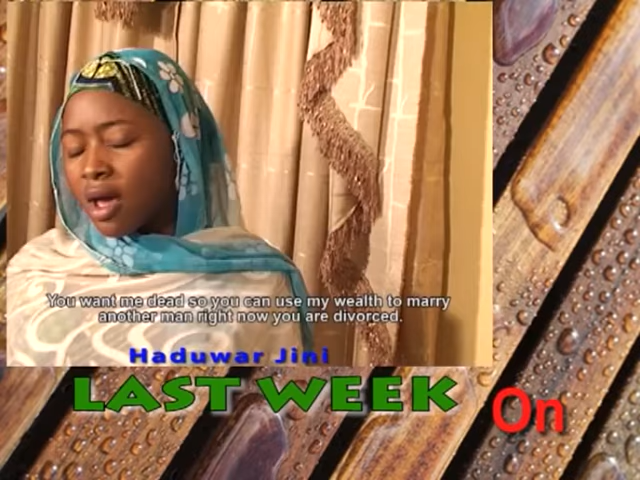 You want me dead so you can use my wealth to marry
another man right now you are divorced.
Haduwar Jini
LAST WEEK
On